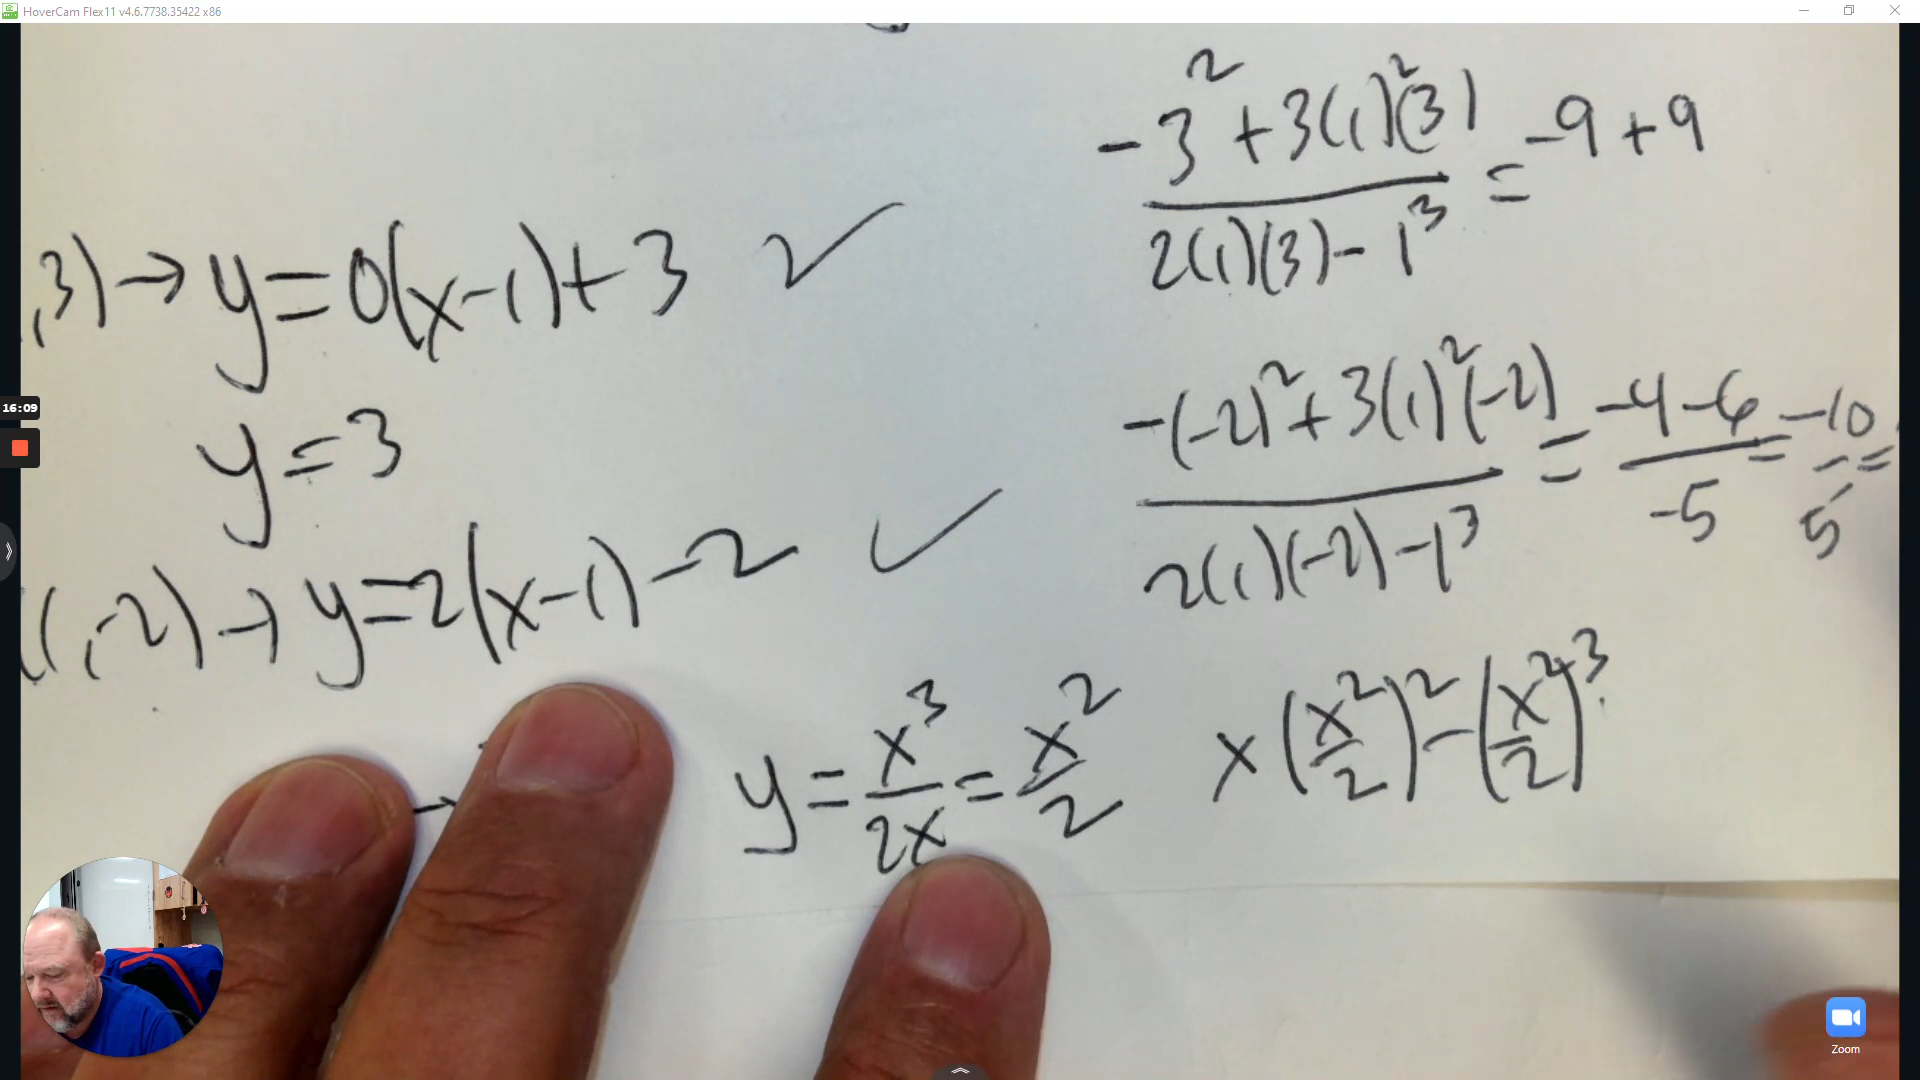 HoverCam Flex11 v4.6.7738.35422 x86
,3) → y = 0(x-1)+3 ✓
y = 3
(1,-2) → y = 2(x-1) -2 ✓
y = x³/2x = x²/2
-3² + 3(1)²(3) / 2(1)(3) - 1³ = -9 + 9
-(-2)² + 3(1)²(-2) / 2(1)(-2) - 1³ = -4 - 6 / -5 = -10 / -5 =
x(x²/2)² - (x²/2)x³
16:09
Zoom